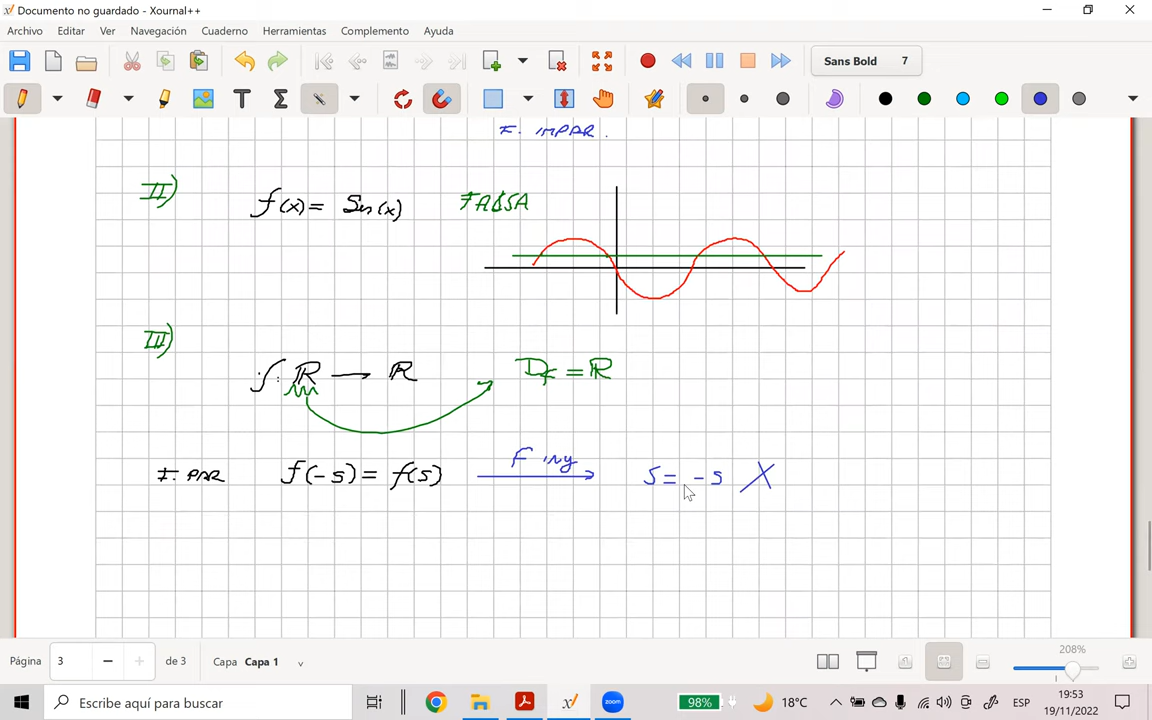 Documento no guardado - Xournal++
Archivo Editar Ver Navegación Cuaderno Herramientas Complemento Ayuda
Sans Bold 7
F. IMPAR.
II) f(x) = Sen(x) FALSA
III)
f: ℝ → ℝ D_f = ℝ
F. PAR f(-5) = f(5) F iny 5 = -5 X
Página 3 de 3 Capa Capa 1 208%
Escribe aquí para buscar 98% 18°C ESP 19:53
19/11/2022